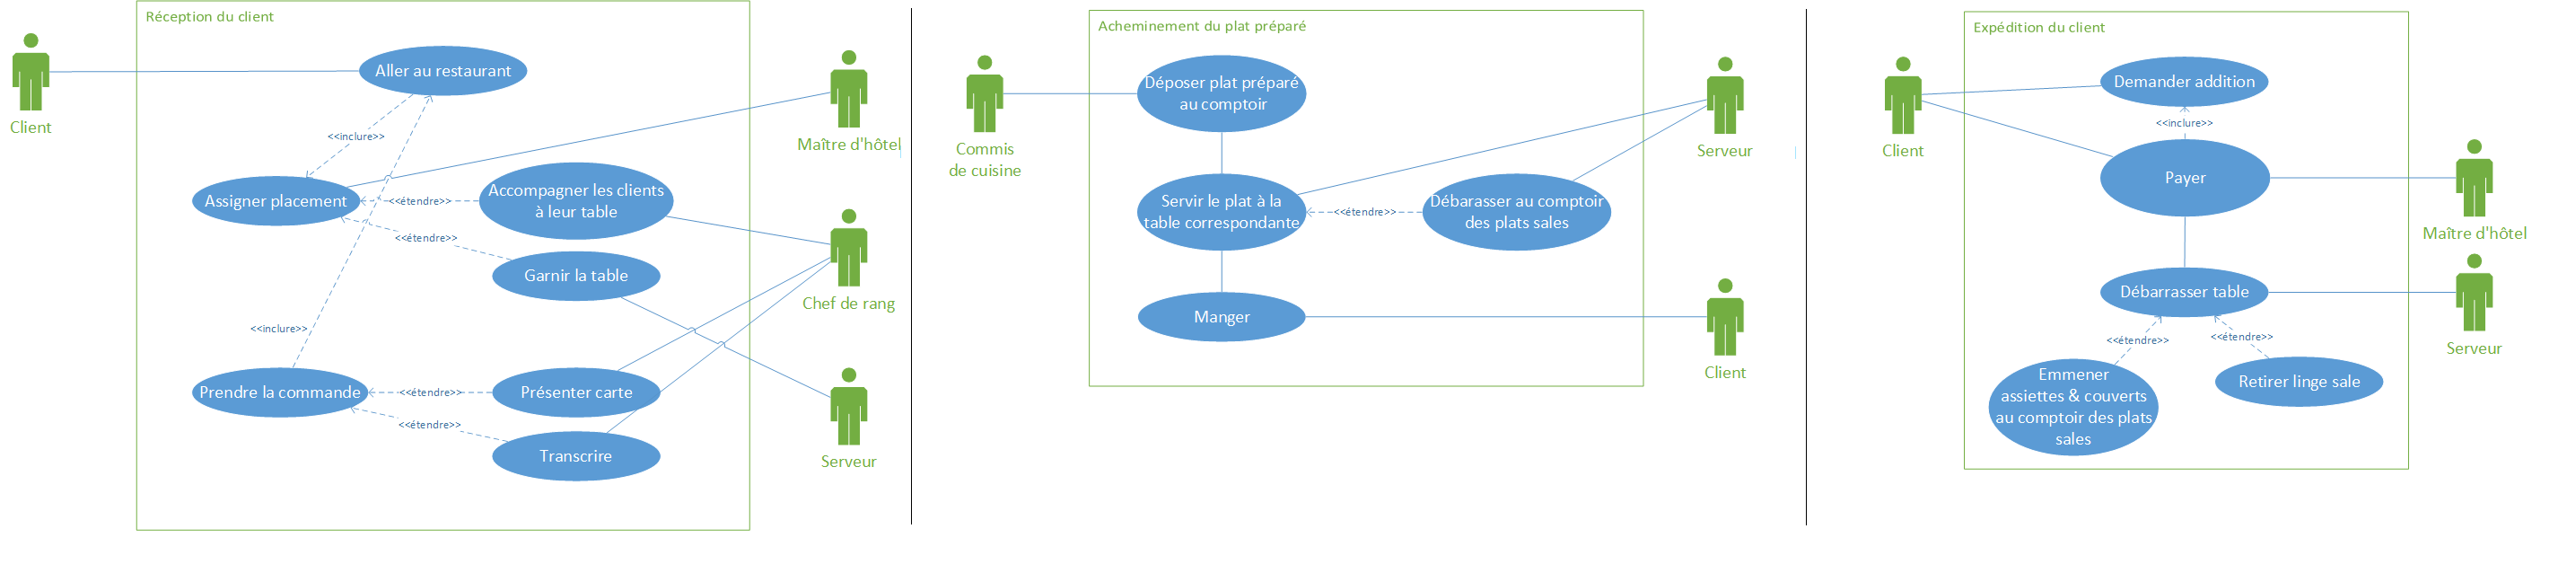 Réception du client
Aller au restaurant
Client
<<inclure>>
Maître d'hôtel
Assigner placement
<<étendre>>
Accompagner les clients
à leur table
<<étendre>>
Garnir la table
Chef de rang
<<inclure>>
Prendre la commande
<<étendre>>
Présenter carte
<<étendre>>
Transcrire
Serveur
Acheminement du plat préparé
Déposer plat préparé
au comptoir
Commis
de cuisine
Serveur
Servir le plat à la
table correspondante
<<étendre>>
Débarasser au comptoir
des plats sales
Manger
Client
Expédition du client
Demander addition
Client
<<inclure>>
Payer
Maître d'hôtel
Débarrasser table
Serveur
<<étendre>>
<<étendre>>
Emmener
assiettes & couverts
au comptoir des plats
sales
Retirer linge sale